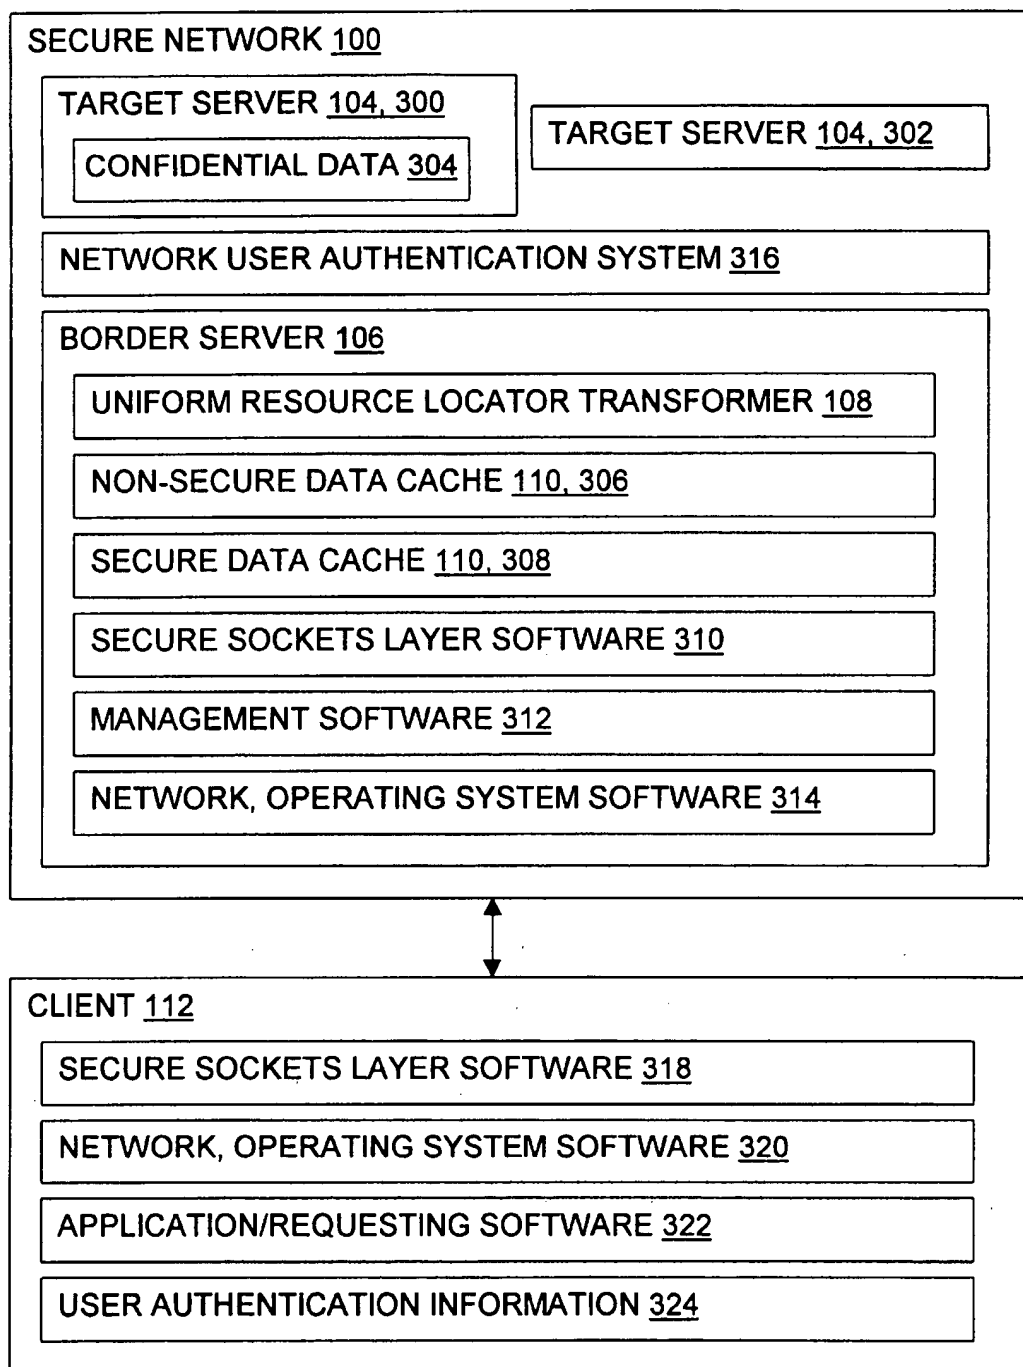 SECURE NETWORK 100
TARGET SERVER 104, 300
CONFIDENTIAL DATA 304
TARGET SERVER 104, 302
NETWORK USER AUTHENTICATION SYSTEM 316
BORDER SERVER 106
UNIFORM RESOURCE LOCATOR TRANSFORMER 108
NON-SECURE DATA CACHE 110, 306
SECURE DATA CACHE 110, 308
SECURE SOCKETS LAYER SOFTWARE 310
MANAGEMENT SOFTWARE 312
NETWORK, OPERATING SYSTEM SOFTWARE 314
CLIENT 112
SECURE SOCKETS LAYER SOFTWARE 318
NETWORK, OPERATING SYSTEM SOFTWARE 320
APPLICATION/REQUESTING SOFTWARE 322
USER AUTHENTICATION INFORMATION 324